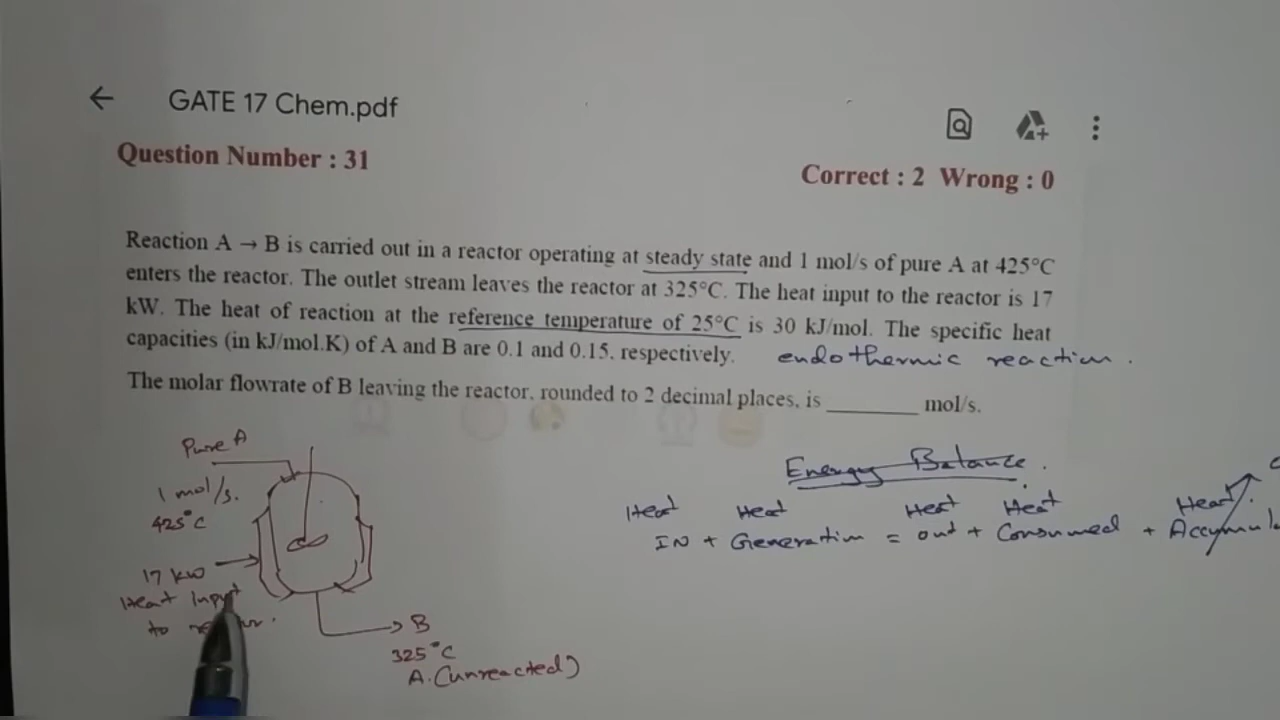 GATE 17 Chem.pdf
Question Number : 31
Correct : 2 Wrong : 0
Reaction A → B is carried out in a reactor operating at steady state and 1 mol/s of pure A at 425°C
enters the reactor. The outlet stream leaves the reactor at 325°C. The heat input to the reactor is 17
kW. The heat of reaction at the reference temperature of 25°C is 30 kJ/mol. The specific heat
capacities (in kJ/mol.K) of A and B are 0.1 and 0.15, respectively. endothermic reaction.
The molar flowrate of B leaving the reactor, rounded to 2 decimal places, is ________ mol/s.
Pure A
1 mol/s.
425°C
17 kW
Heat Input
to
B
325°C
A. (unreacted)
Energy Balance.
Heat Heat Heat Heat Heat
IN + Generation = out + Consumed +